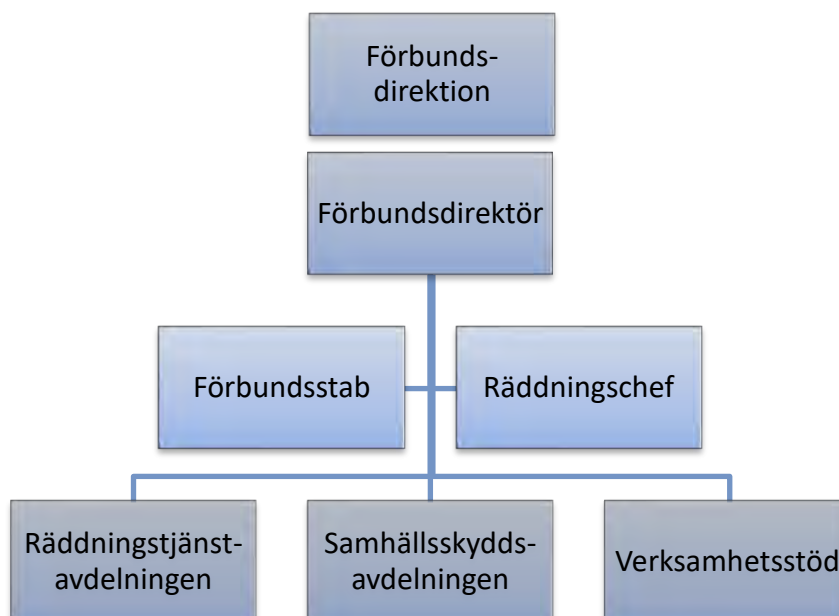 Förbunds-
direktion
Förbundsdirektör
Förbundsstab
Räddningschef
Räddningstjänst-
avdelningen
Samhällsskydds-
avdelningen
Verksamhetsstöd